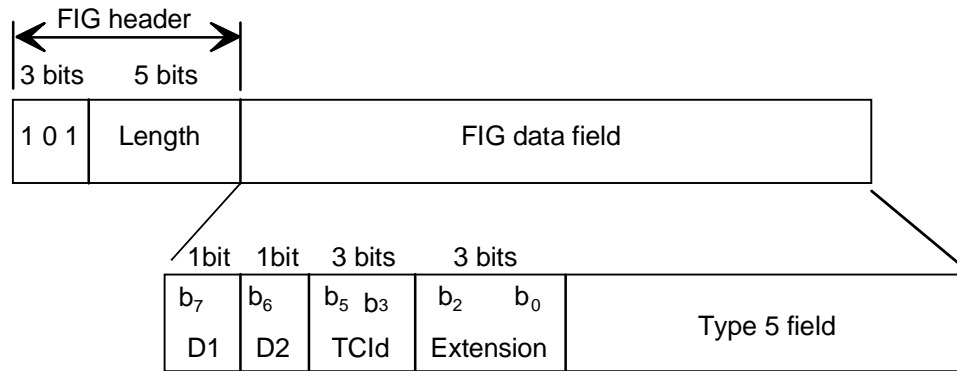 FIG header
3 bits 5 bits
1 0 1 Length FIG data field
1bit 1bit 3 bits 3 bits
b7 b6 b5 b3 b2 b0
D1 D2 TCId Extension Type 5 field